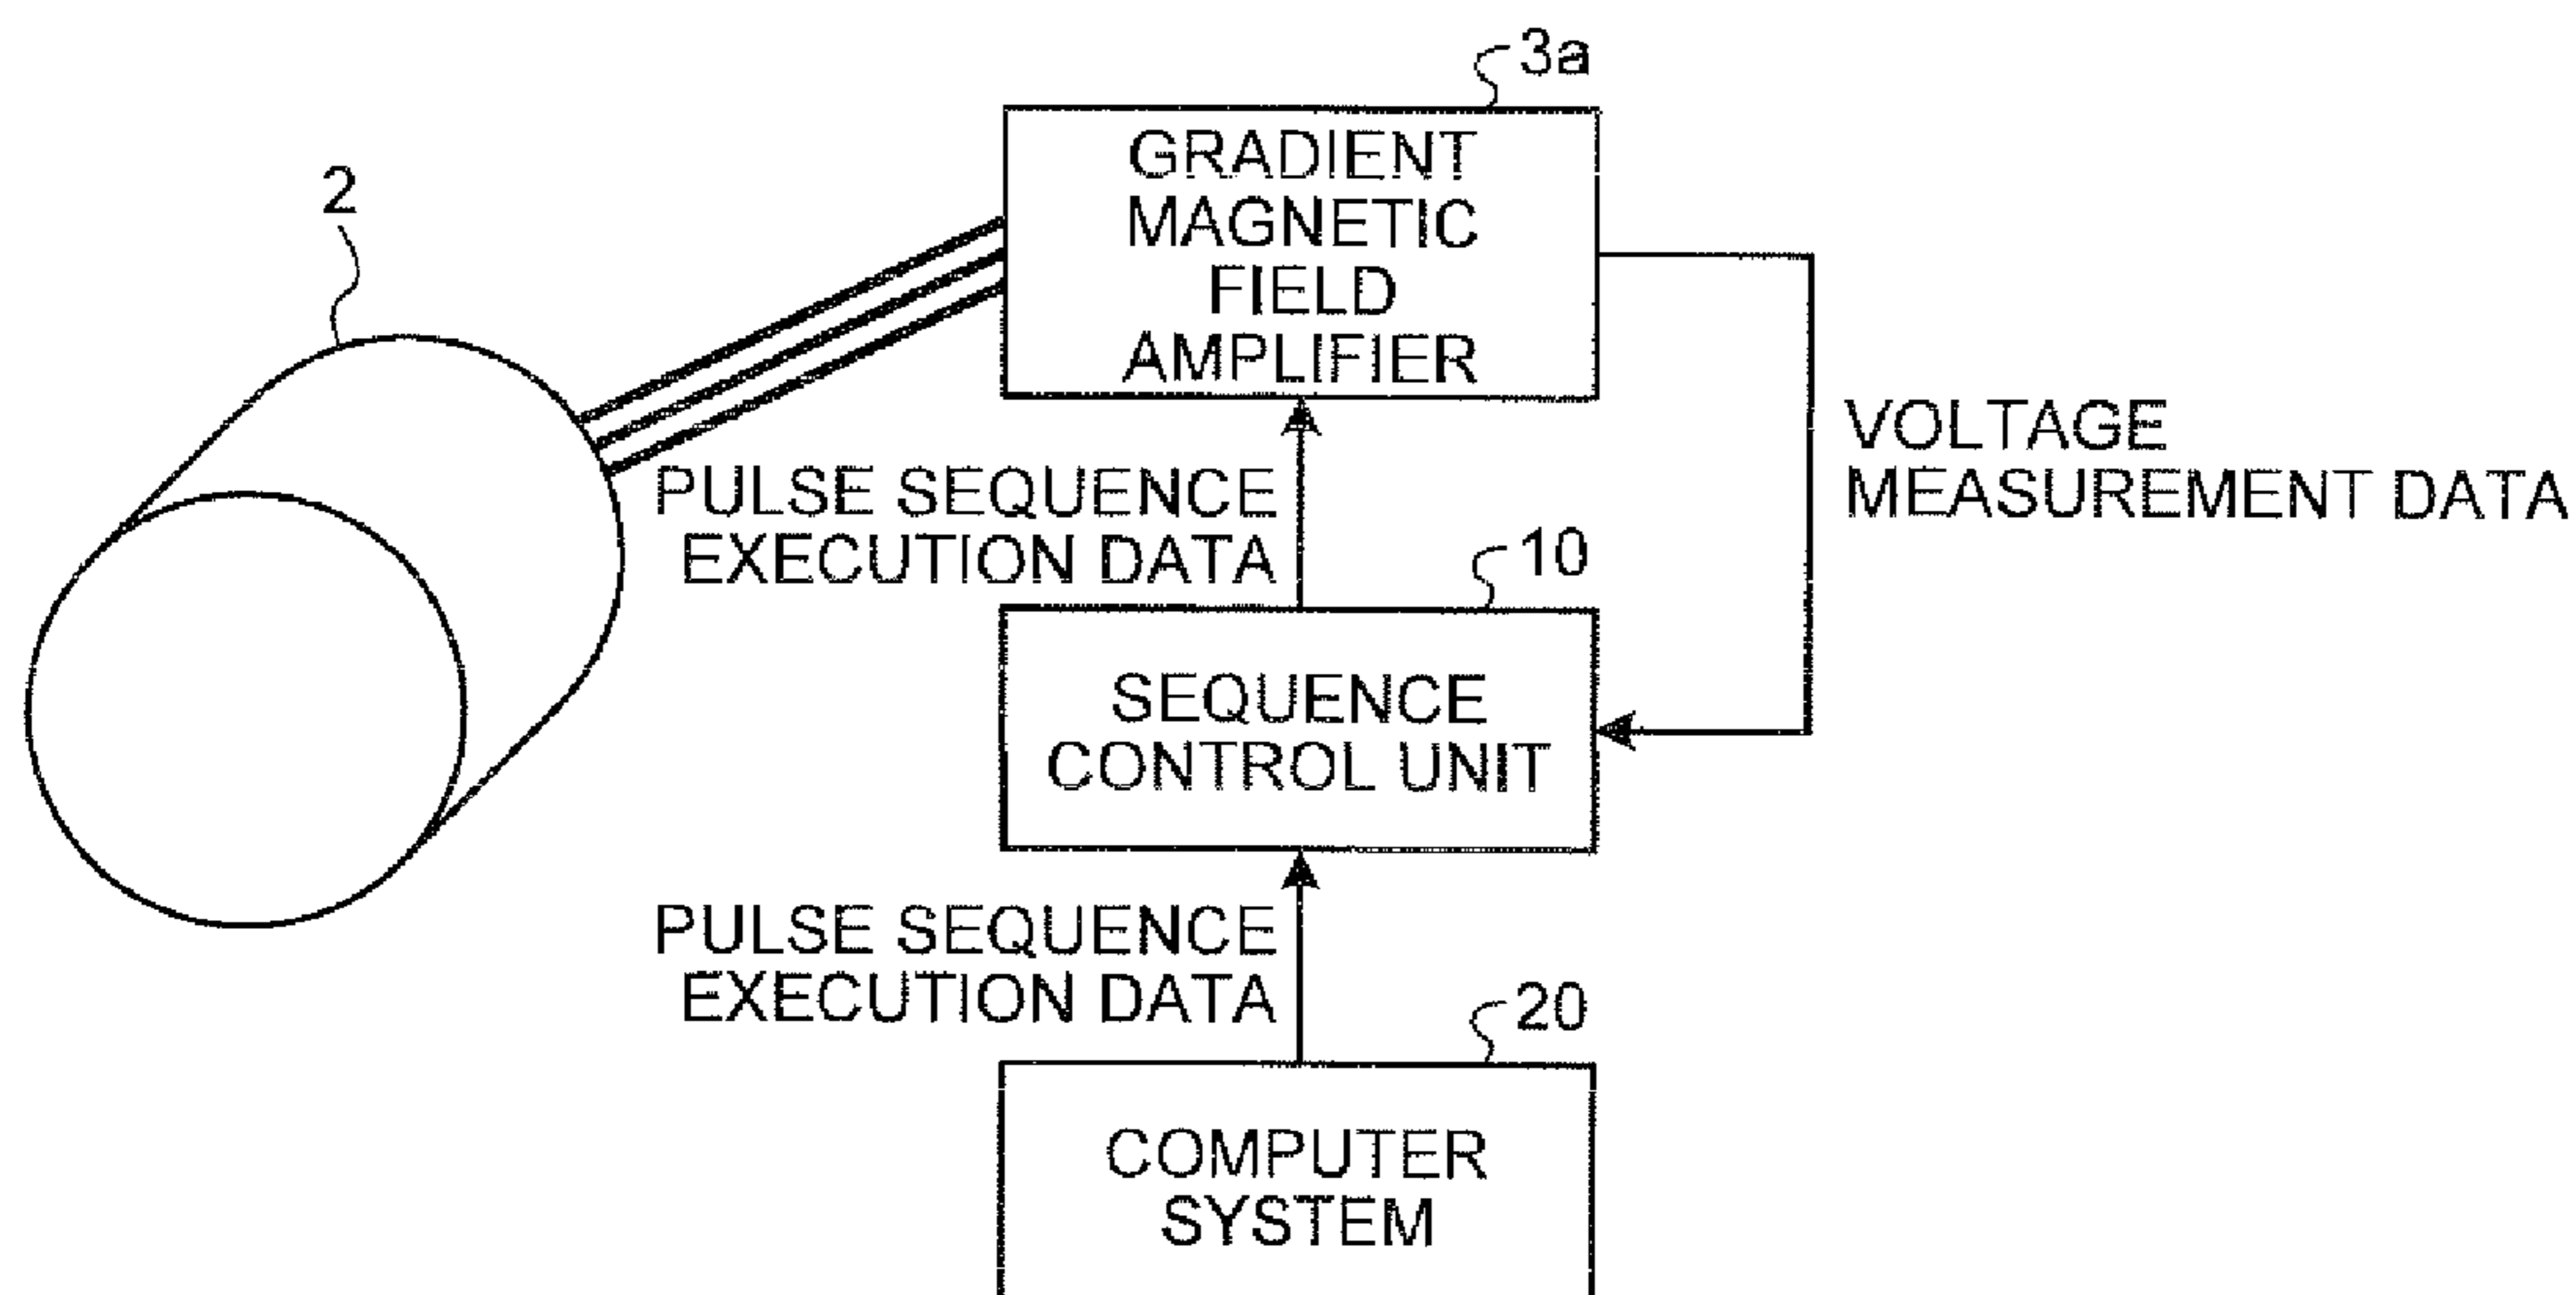 3a
GRADIENT
MAGNETIC
FIELD
AMPLIFIER
2
VOLTAGE
MEASUREMENT DATA
PULSE SEQUENCE
EXECUTION DATA
10
SEQUENCE
CONTROL UNIT
PULSE SEQUENCE
EXECUTION DATA
20
COMPUTER
SYSTEM